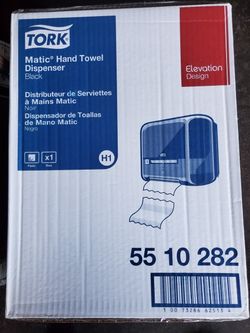 TORK
Matic® Hand Towel
Dispenser
Black
Elevation
Design
Distributeur de Serviettes
à Mains Matic
Noir
Dispensador de Toallas
de Mano Matic
Negro
x1
H1
55 10 282